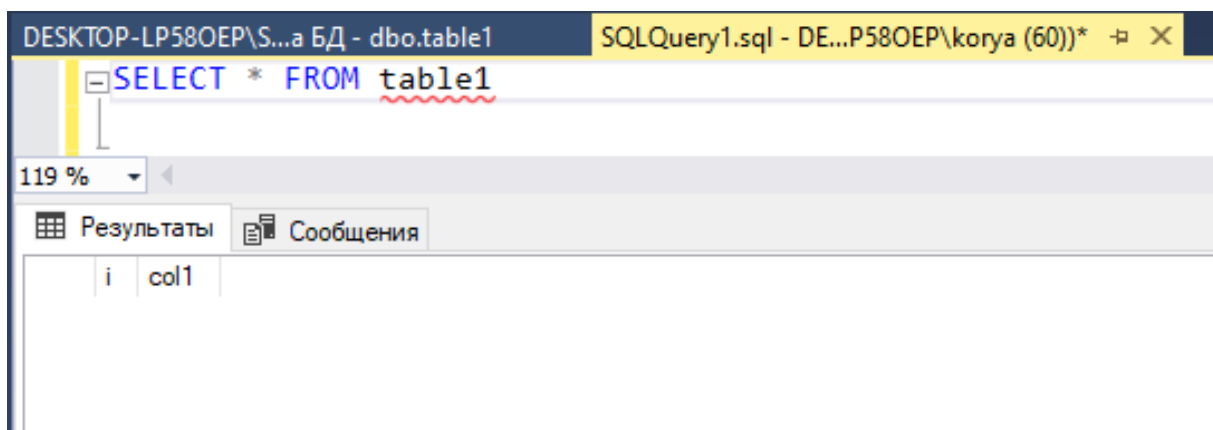 DESKTOP-LP58OEP\S...а БД - dbo.table1 SQLQuery1.sql - DE...P58OEP\korya (60))*
SELECT * FROM table1
119 %
Результаты Сообщения
i col1